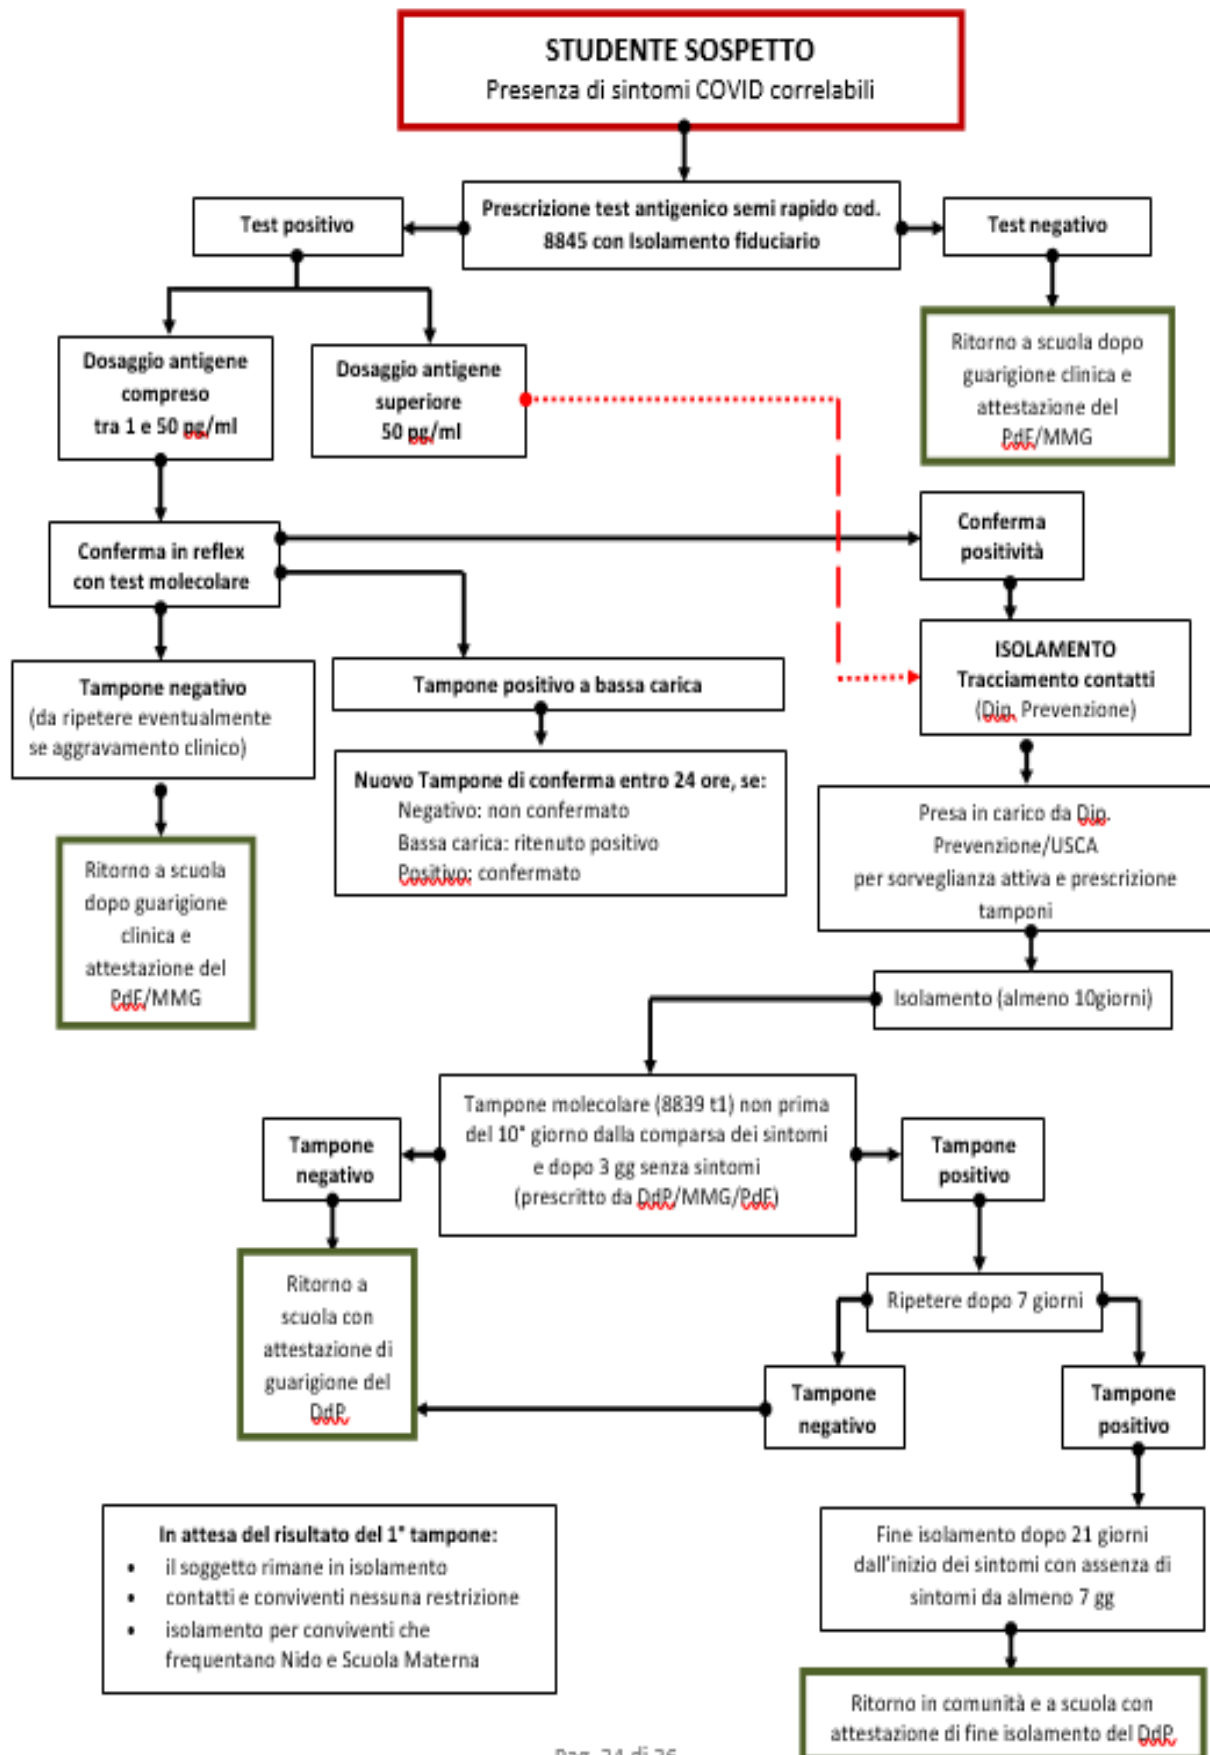 STUDENTE SOSPETTO
Presenza di sintomi COVID correlabili
Prescrizione test antigenico semi rapido cod.
8845 con Isolamento fiduciario
Test positivo
Test negativo
Dosaggio antigene
compreso
tra 1 e 50 pg/ml
Dosaggio antigene
superiore
50 pg/ml
Ritorno a scuola dopo
guarigione clinica e
attestazione del
PdF/MMG
Conferma in reflex
con test molecolare
Conferma
positività
ISOLAMENTO
Tracciamento contatti
(Dip. Prevenzione)
Tampone negativo
(da ripetere eventualmente
se aggravamento clinico)
Tampone positivo a bassa carica
Nuovo Tampone di conferma entro 24 ore, se:
Negativo: non confermato
Bassa carica: ritenuto positivo
Positivo: confermato
Presa in carico da Dip.
Prevenzione/USCA
per sorveglianza attiva e prescrizione
tamponi
Ritorno a scuola
dopo guarigione
clinica e
attestazione del
PdF/MMG
Isolamento (almeno 10giorni)
Tampone molecolare (8839 t1) non prima
del 10° giorno dalla comparsa dei sintomi
e dopo 3 gg senza sintomi
(prescritto da DdP/MMG/PdF)
Tampone
negativo
Tampone
positivo
Ritorno a
scuola con
attestazione di
guarigione del
DdP
Ripetere dopo 7 giorni
Tampone
negativo
Tampone
positivo
In attesa del risultato del 1° tampone:
• il soggetto rimane in isolamento
• contatti e conviventi nessuna restrizione
• isolamento per conviventi che
frequentano Nido e Scuola Materna
Fine isolamento dopo 21 giorni
dall'inizio dei sintomi con assenza di
sintomi da almeno 7 gg
Ritorno in comunità e a scuola con
attestazione di fine isolamento del DdP
Pag. 24 di 26